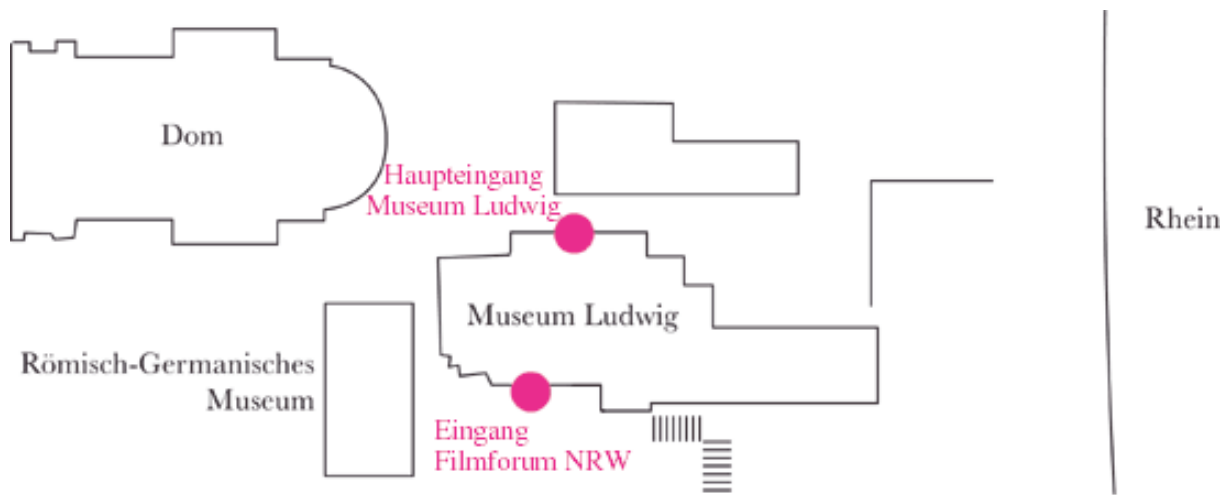 Dom
Haupteingang
Museum Ludwig
Rhein
Museum Ludwig
Römisch-Germanisches
Museum
Eingang
Filmforum NRW